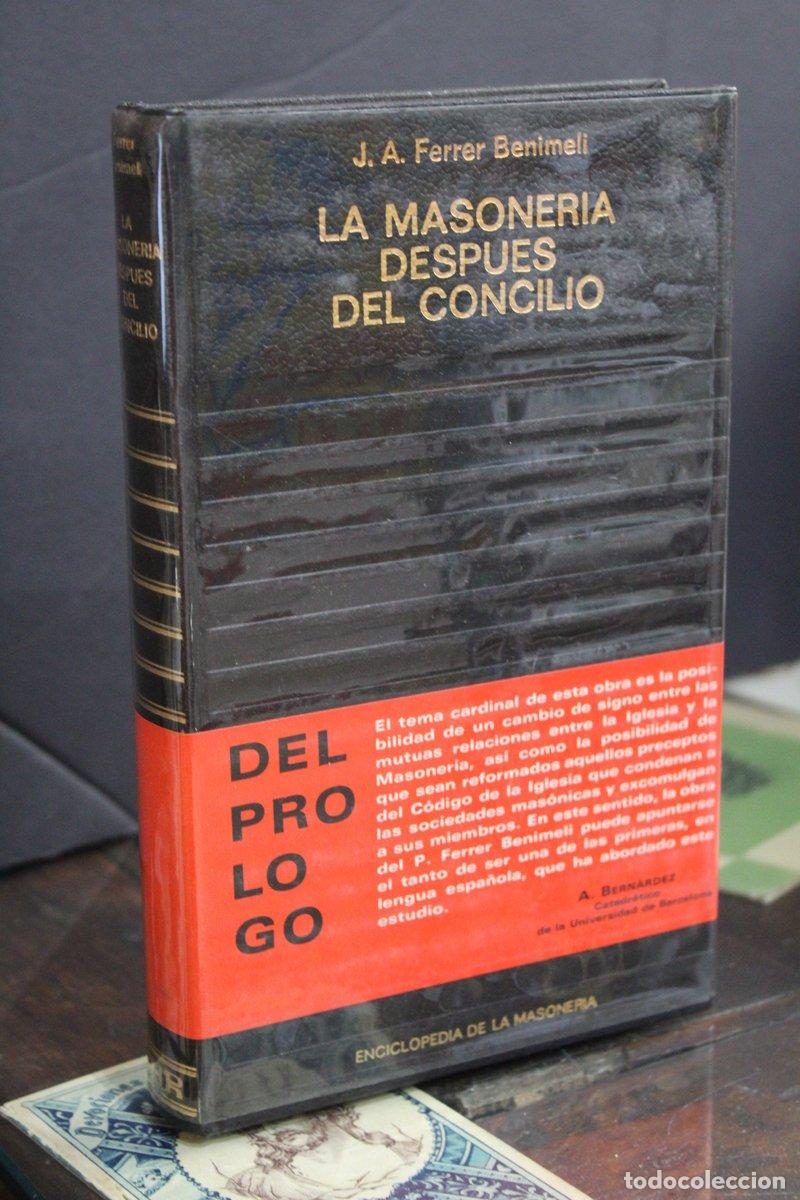 J. A. Ferrer Benimeli
LA MASONERIA
DESPUES
DEL CONCILIO
LA
DEL
DEL
PRO
LO
GO
El tema cardinal de esta obra es la posi-
bilidad de un cambio de signo entre las
mutuas relaciones entre la Iglesia y la
Masonería, así como la posibilidad de
que sean reformados aquellos preceptos
del Código de la Iglesia que condenan a
las sociedades masónicas y excomulgan
a sus miembros. En este sentido, la obra
del P. Ferrer Benimeli puede apuntarse
el tanto de ser una de las primeras, en
lengua española, que ha abordado este
estudio.
A. BERNÁRDEZ
Catedrático
de la Universidad de Barcelona
ENCICLOPEDIA DE LA MASONERIA
Devociones
todocoleccion